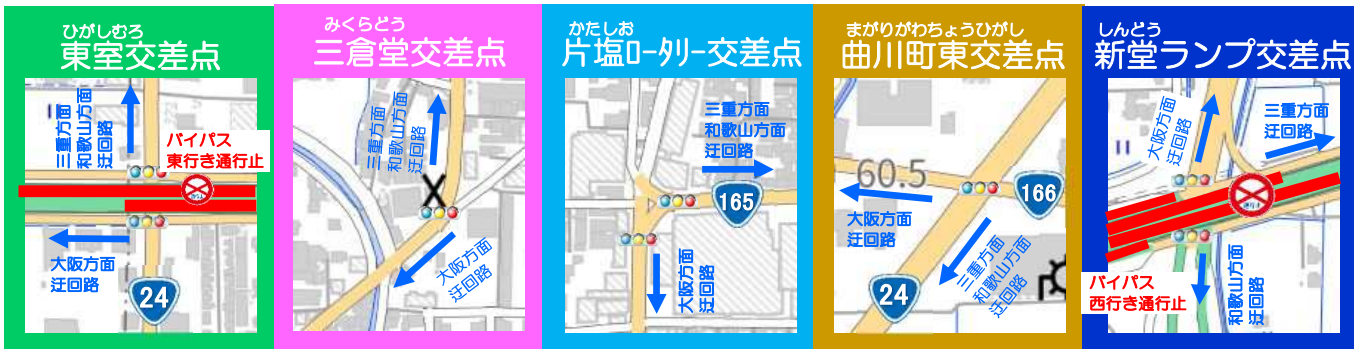 ひがしむろ
東室交差点
三重方面
和歌山方面
迂回路
バイパス
東行き通行止
大阪方面
迂回路
24
みくらどう
三倉堂交差点
三重方面
和歌山方面
迂回路
大阪方面
迂回路
かたしお
片塩ロータリー交差点
三重方面
和歌山方面
迂回路
165
大阪方面
迂回路
まがりかわちょうひがし
曲川町東交差点
60.5
166
大阪方面
迂回路
三重方面
和歌山方面
迂回路
24
しんどう
新堂ランプ交差点
大阪方面
迂回路
三重方面
迂回路
通行止
バイパス
西行き通行止
和歌山方面
迂回路